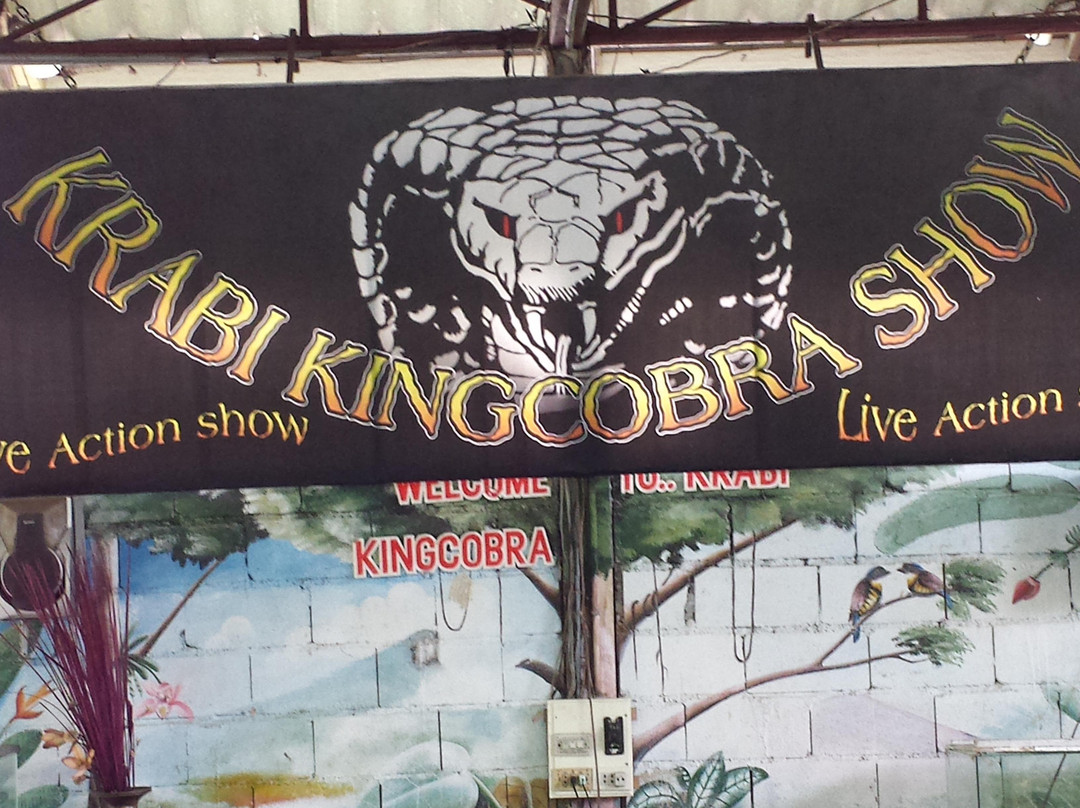 KRABI KINGCOBRA SHOW
ve Action show
Live Action
WELCOME TO.. KRABI
KINGCOBRA